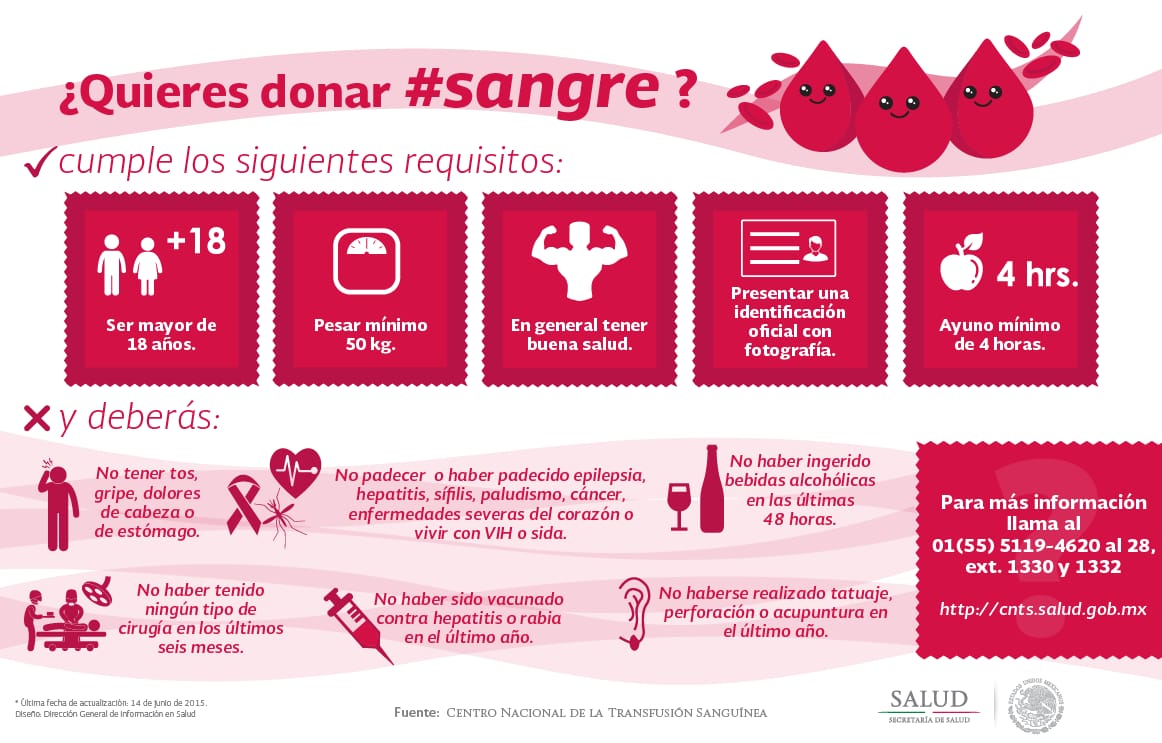 ¿Quieres donar #sangre ?
cumple los siguientes requisitos:
+18
Ser mayor de
18 años.
Pesar mínimo
50 kg.
En general tener
buena salud.
Presentar una
identificación
oficial con
fotografía.
4 hrs.
Ayuno mínimo
de 4 horas.
y deberás:
No tener tos,
gripe, dolores
de cabeza o
de estómago.
No padecer o haber padecido epilepsia,
hepatitis, sífilis, paludismo, cáncer,
enfermedades severas del corazón o
vivir con VIH o sida.
No haber ingerido
bebidas alcohólicas
en las últimas
48 horas.
No haber tenido
ningún tipo de
cirugía en los últimos
seis meses.
No haber sido vacunado
contra hepatitis o rabia
en el último año.
No haberse realizado tatuaje,
perforación o acupuntura en
el último año.
?
Para más información
llama al
01(55) 5119-4620 al 28,
ext. 1330 y 1332
http://cnts.salud.gob.mx
* Última fecha de actualización: 14 de junio de 2015.
Diseño: Dirección General de Información en Salud
Fuente: CENTRO NACIONAL DE LA TRANSFUSIÓN SANGUÍNEA
SALUD
SECRETARÍA DE SALUD
ESTADOS UNIDOS MEXICANOS